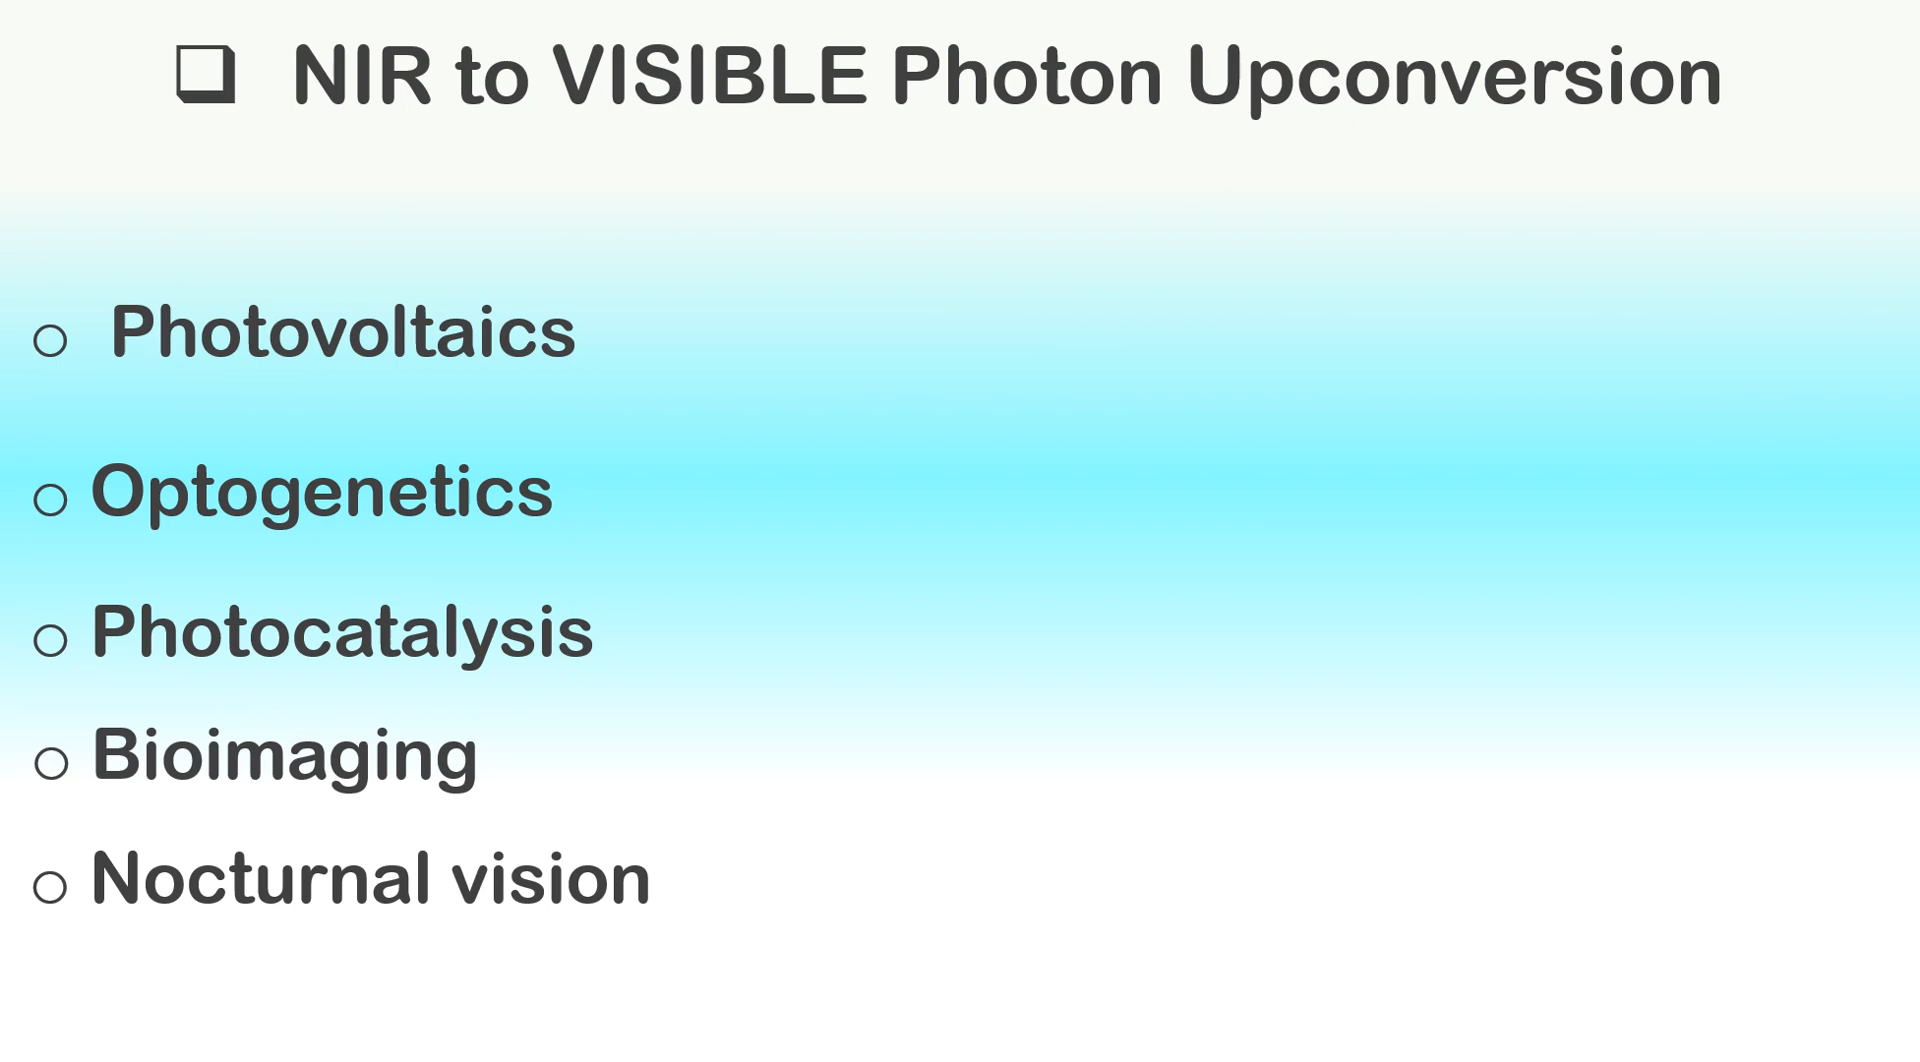 ❑ NIR to VISIBLE Photon Upconversion
o Photovoltaics
o Optogenetics
o Photocatalysis
o Bioimaging
o Nocturnal vision